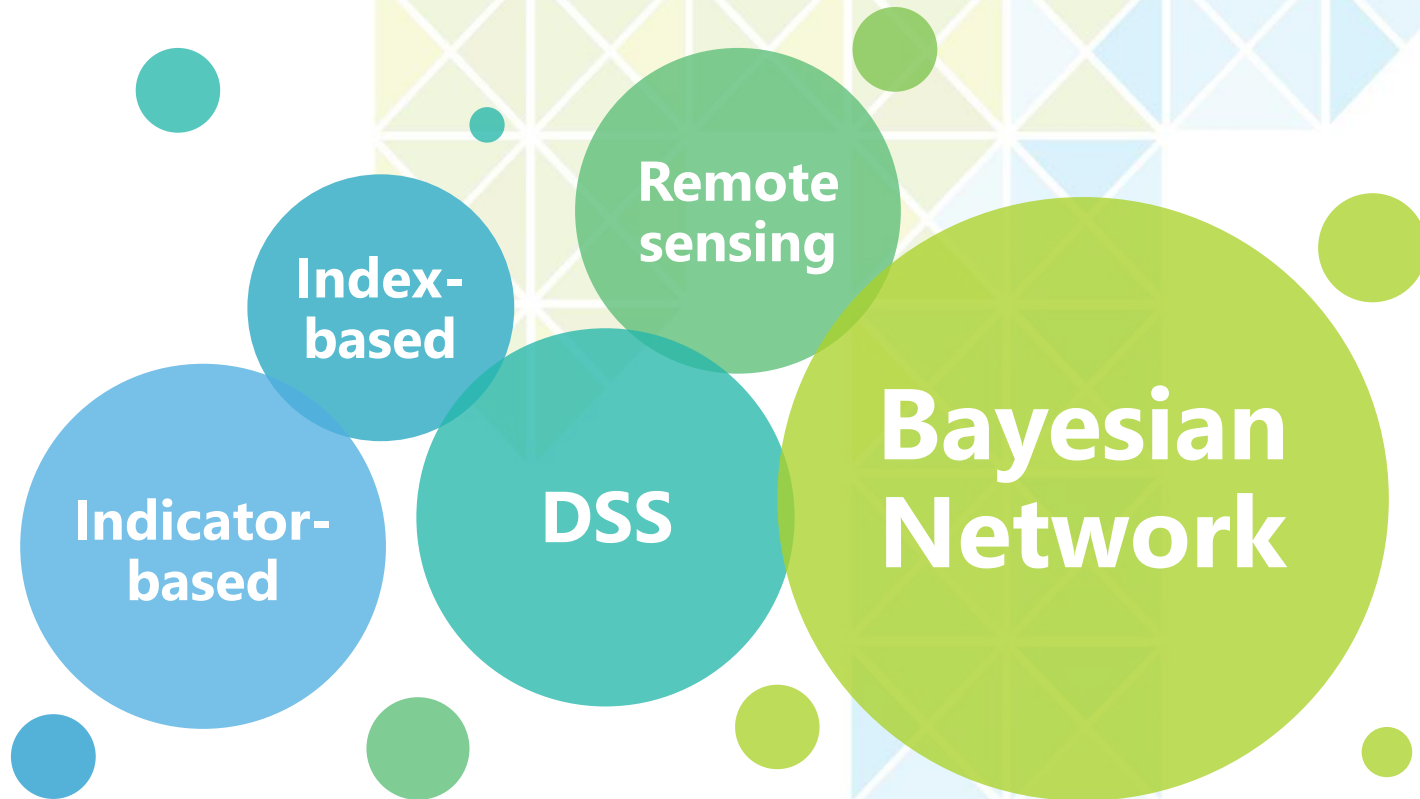 Remote
sensing
Index-
based
Bayesian
Network
DSS
Indicator-
based